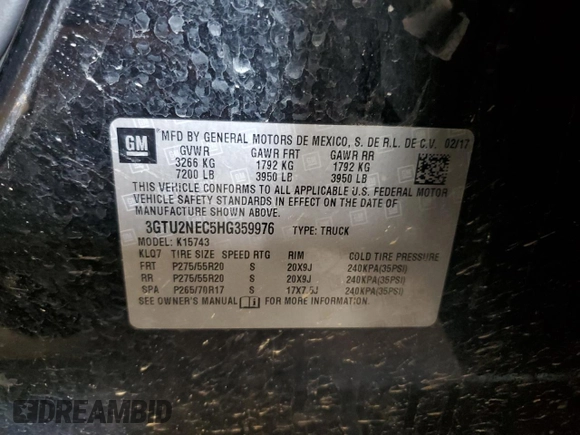 GM
MFD BY GENERAL MOTORS DE MEXICO, S. DE R.L. DE C.V. 02/17
GVWR GAWR FRT GAWR RR
3266 KG 1792 KG 1792 KG
7200 LB 3950 LB 3950 LB
THIS VEHICLE CONFORMS TO ALL APPLICABLE U.S. FEDERAL MOTOR
VEHICLE SAFETY STANDARDS IN EFFECT ON THE DATE OF
MANUFACTURE SHOWN ABOVE.
3GTU2NEC5HG359976 TYPE: TRUCK
MODEL: K15743
KLQ7 TIRE SIZE SPEED RTG RIM COLD TIRE PRESSURE
FRT P275/55R20 S 20X9J 240KPA(35PSI)
RR P275/55R20 S 20X9J 240KPA(35PSI)
SPA P265/70R17 S 17X7.5J 240KPA(35PSI)
SEE OWNER'S MANUAL FOR ADDITIONAL INFORMATION.
DREAMBID